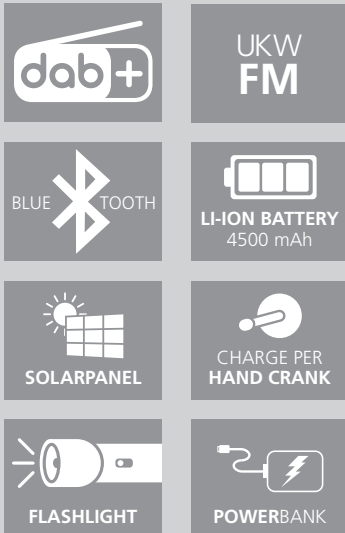 dab+
UKW
FM
BLUE TOOTH
LI-ION BATTERY
4500 mAh
SOLARPANEL
CHARGE PER
HAND CRANK
FLASHLIGHT
POWERBANK